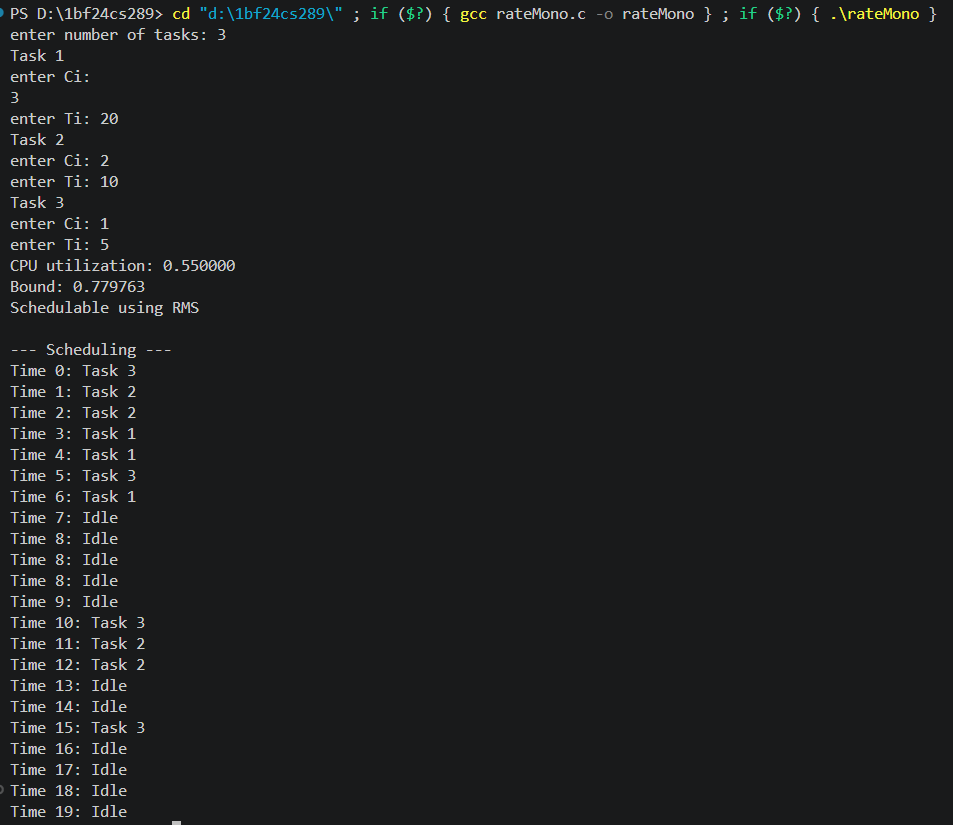 PS D:\1bf24cs289> cd "d:\1bf24cs289\" ; if ($?) { gcc rateMono.c -o rateMono } ; if ($?) { .\rateMono }
enter number of tasks: 3
Task 1
enter Ci:
3
enter Ti: 20
Task 2
enter Ci: 2
enter Ti: 10
Task 3
enter Ci: 1
enter Ti: 5
CPU utilization: 0.550000
Bound: 0.779763
Schedulable using RMS

--- Scheduling ---
Time 0: Task 3
Time 1: Task 2
Time 2: Task 2
Time 3: Task 1
Time 4: Task 1
Time 5: Task 3
Time 6: Task 1
Time 7: Idle
Time 8: Idle
Time 8: Idle
Time 8: Idle
Time 9: Idle
Time 10: Task 3
Time 11: Task 2
Time 12: Task 2
Time 13: Idle
Time 14: Idle
Time 15: Task 3
Time 16: Idle
Time 17: Idle
Time 18: Idle
Time 19: Idle